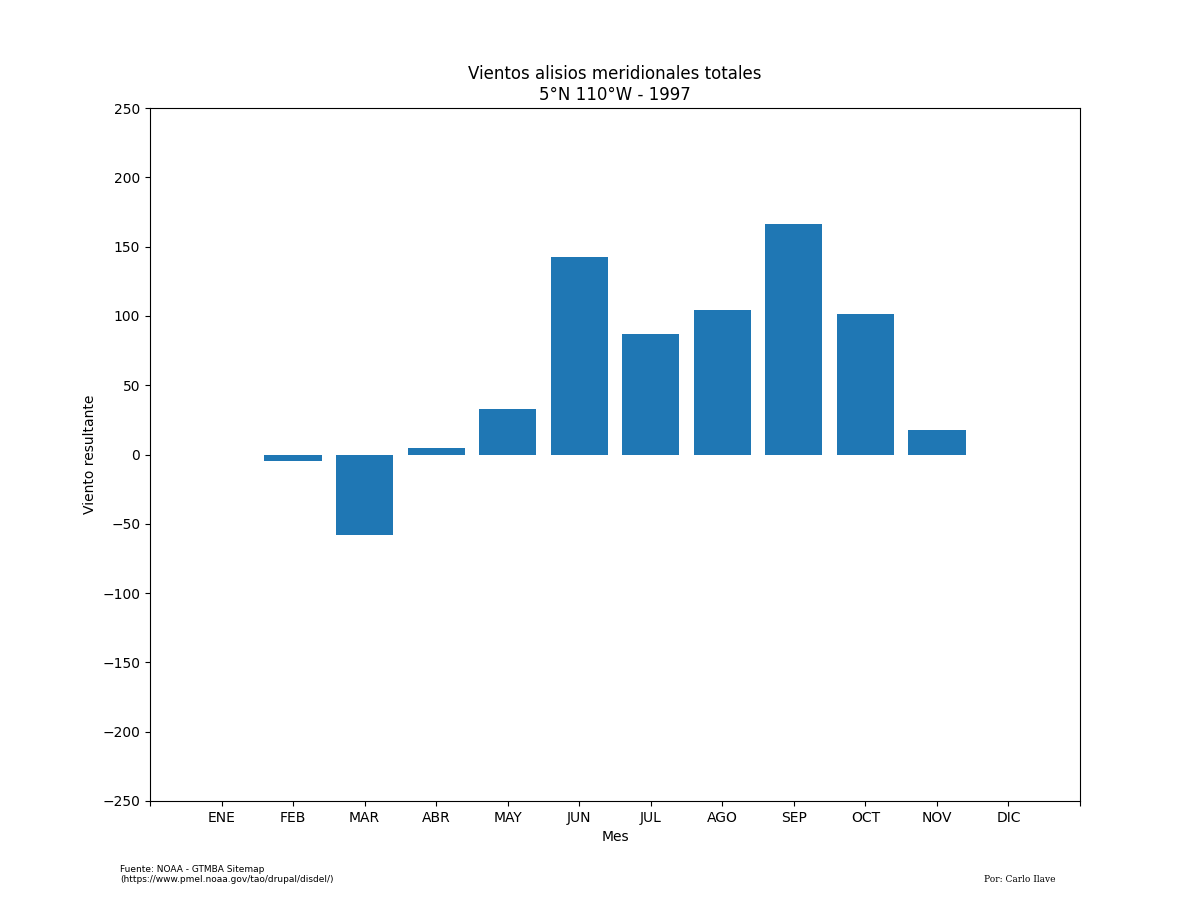 Vientos alisios meridionales totales
5°N 110°W - 1997
250
200
150
100
50
0
−50
−100
−150
−200
−250
Viento resultante
ENE FEB MAR ABR MAY JUN JUL AGO SEP OCT NOV DIC
Mes
Fuente: NOAA - GTMBA Sitemap
(https://www.pmel.noaa.gov/tao/drupal/disdel/)
Por: Carlo Ilave